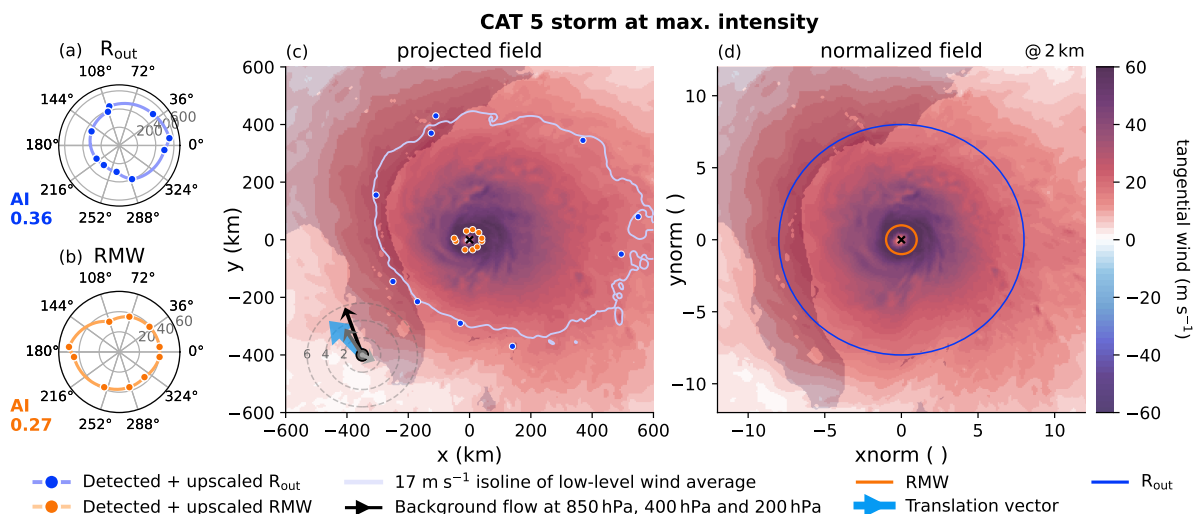 CAT 5 storm at max. intensity
(a) R_out
108° 72°
144° 36°
200 400 600
180° 0°
216° 324°
252° 288°
AI
0.36
(b) RMW
108° 72°
144° 36°
20 40 60
180° 0°
216° 324°
252° 288°
AI
0.27
(c) projected field
600
400
200
0
−200
−400
−600
y (km)
6 4 2
−600 −400 −200 0 200 400 600
x (km)
(d) normalized field @ 2 km
10
5
0
−5
−10
ynorm ( )
−10 −5 0 5 10
xnorm ( )
60
40
20
0
−20
−40
−60
tangential wind (m s⁻¹)
Detected + upscaled R_out
Detected + upscaled RMW
17 m s⁻¹ isoline of low-level wind average
Background flow at 850 hPa, 400 hPa and 200 hPa
RMW
Translation vector
R_out